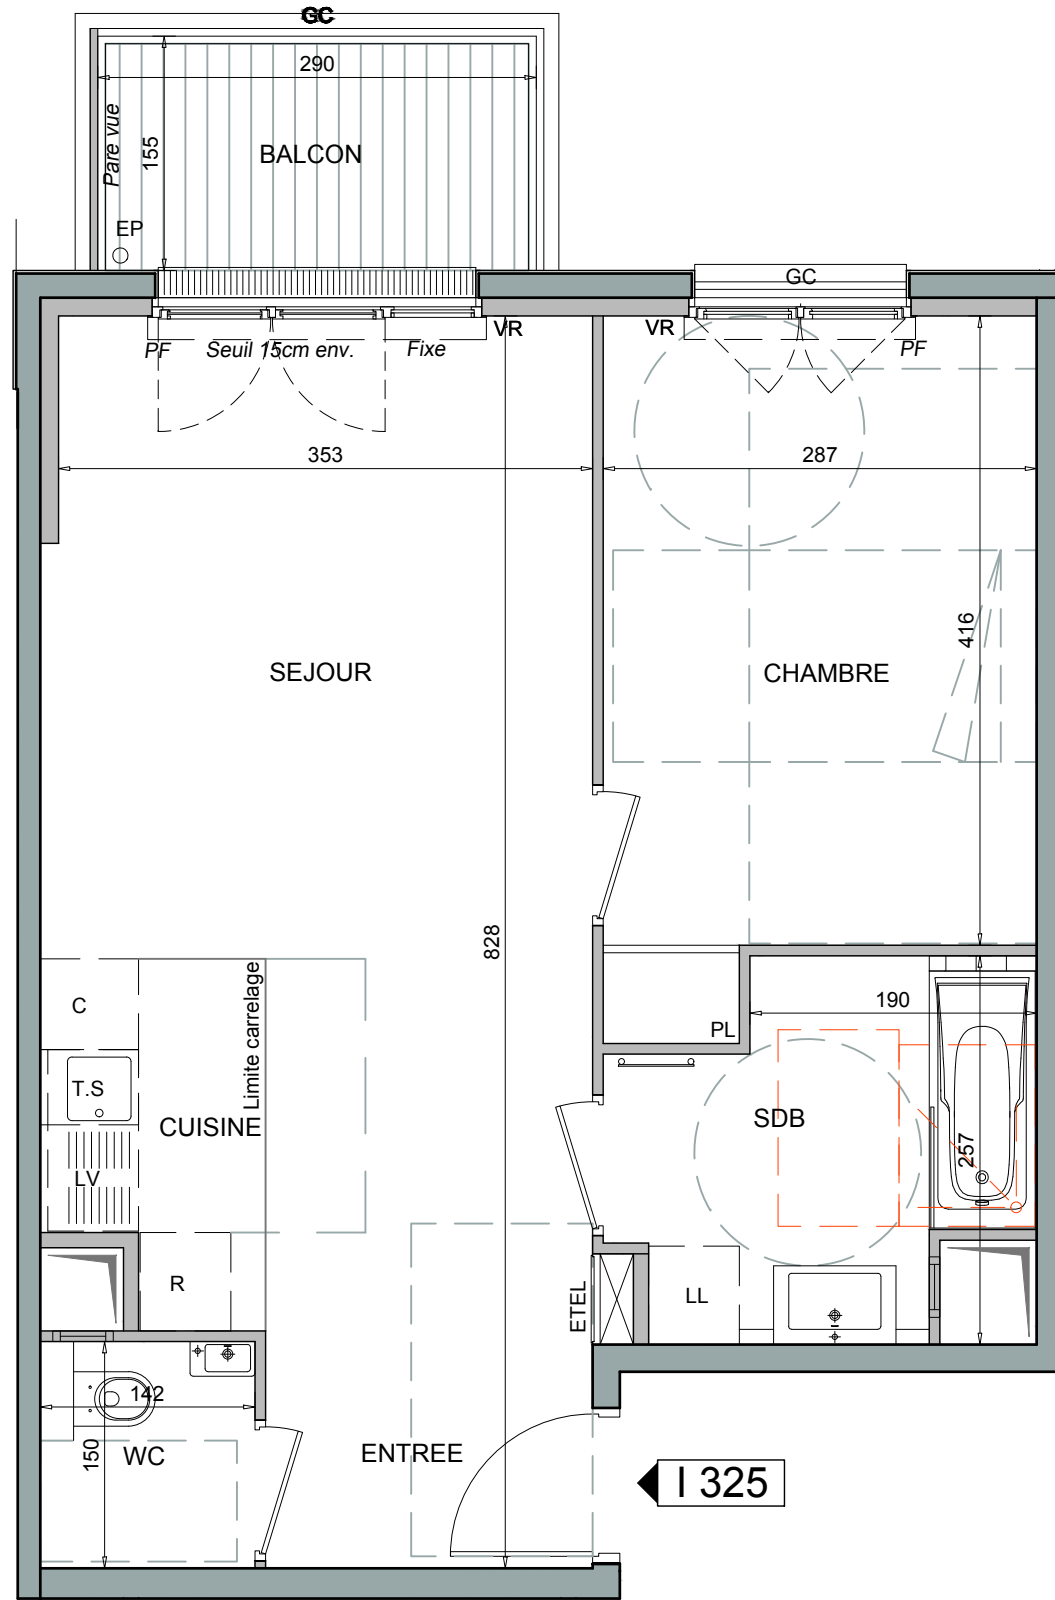 GC
290
Pare vue
155
BALCON
EP
GC
VR
VR
PF
Seuil 15cm env.
Fixe
PF
353
287
416
SEJOUR
CHAMBRE
828
C
Limite carrelage
190
PL
T.S
CUISINE
SDB
257
LV
R
ETEL
LL
142
150
WC
ENTREE
I 325